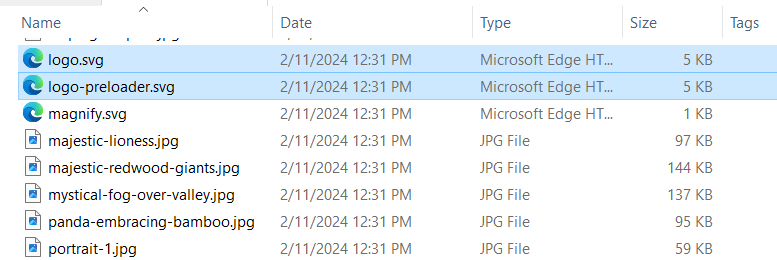 Name Date Type Size Tags
logo.svg 2/11/2024 12:31 PM Microsoft Edge HT... 5 KB
logo-preloader.svg 2/11/2024 12:31 PM Microsoft Edge HT... 5 KB
magnify.svg 2/11/2024 12:31 PM Microsoft Edge HT... 1 KB
majestic-lioness.jpg 2/11/2024 12:31 PM JPG File 97 KB
majestic-redwood-giants.jpg 2/11/2024 12:31 PM JPG File 144 KB
mystical-fog-over-valley.jpg 2/11/2024 12:31 PM JPG File 137 KB
panda-embracing-bamboo.jpg 2/11/2024 12:31 PM JPG File 95 KB
portrait-1.jpg 2/11/2024 12:31 PM JPG File 59 KB